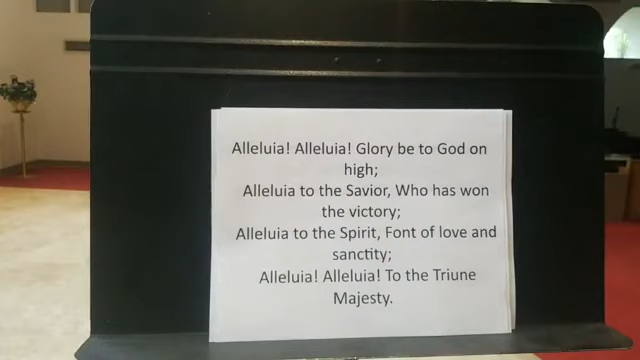 Alleluia! Alleluia! Glory be to God on
high;
Alleluia to the Savior, Who has won
the victory;
Alleluia to the Spirit, Font of love and
sanctity;
Alleluia! Alleluia! To the Triune
Majesty.